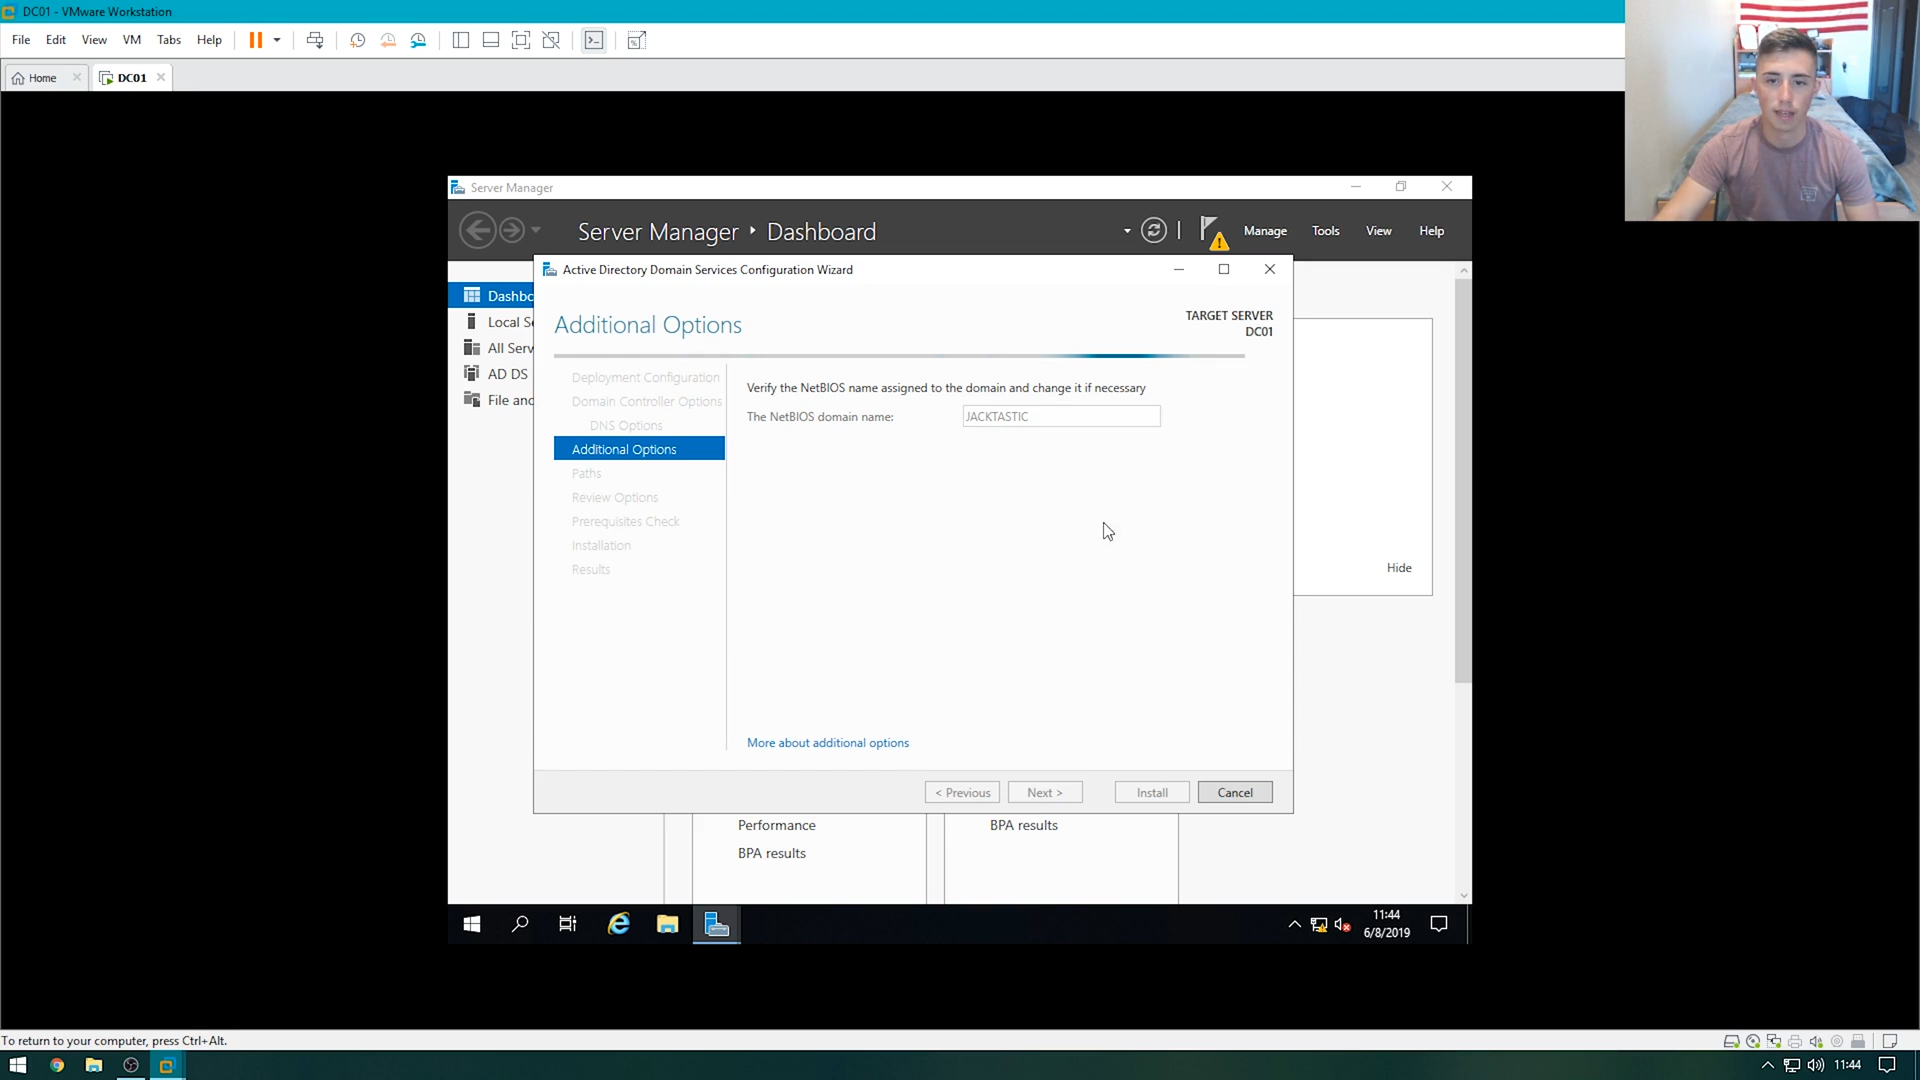 DC01 - VMware Workstation
File Edit View VM Tabs Help
Home DC01
Server Manager
Server Manager • Dashboard
Manage Tools View Help
Active Directory Domain Services Configuration Wizard
Additional Options
TARGET SERVER
DC01
Dashbo
Local Se
All Serv
AD DS
File and
Deployment Configuration
Domain Controller Options
DNS Options
Additional Options
Paths
Review Options
Prerequisites Check
Installation
Results
Verify the NetBIOS name assigned to the domain and change it if necessary
The NetBIOS domain name: JACKTASTIC
Hide
More about additional options
< Previous Next > Install Cancel
Performance
BPA results
BPA results
11:44
6/8/2019
To return to your computer, press Ctrl+Alt.
11:44